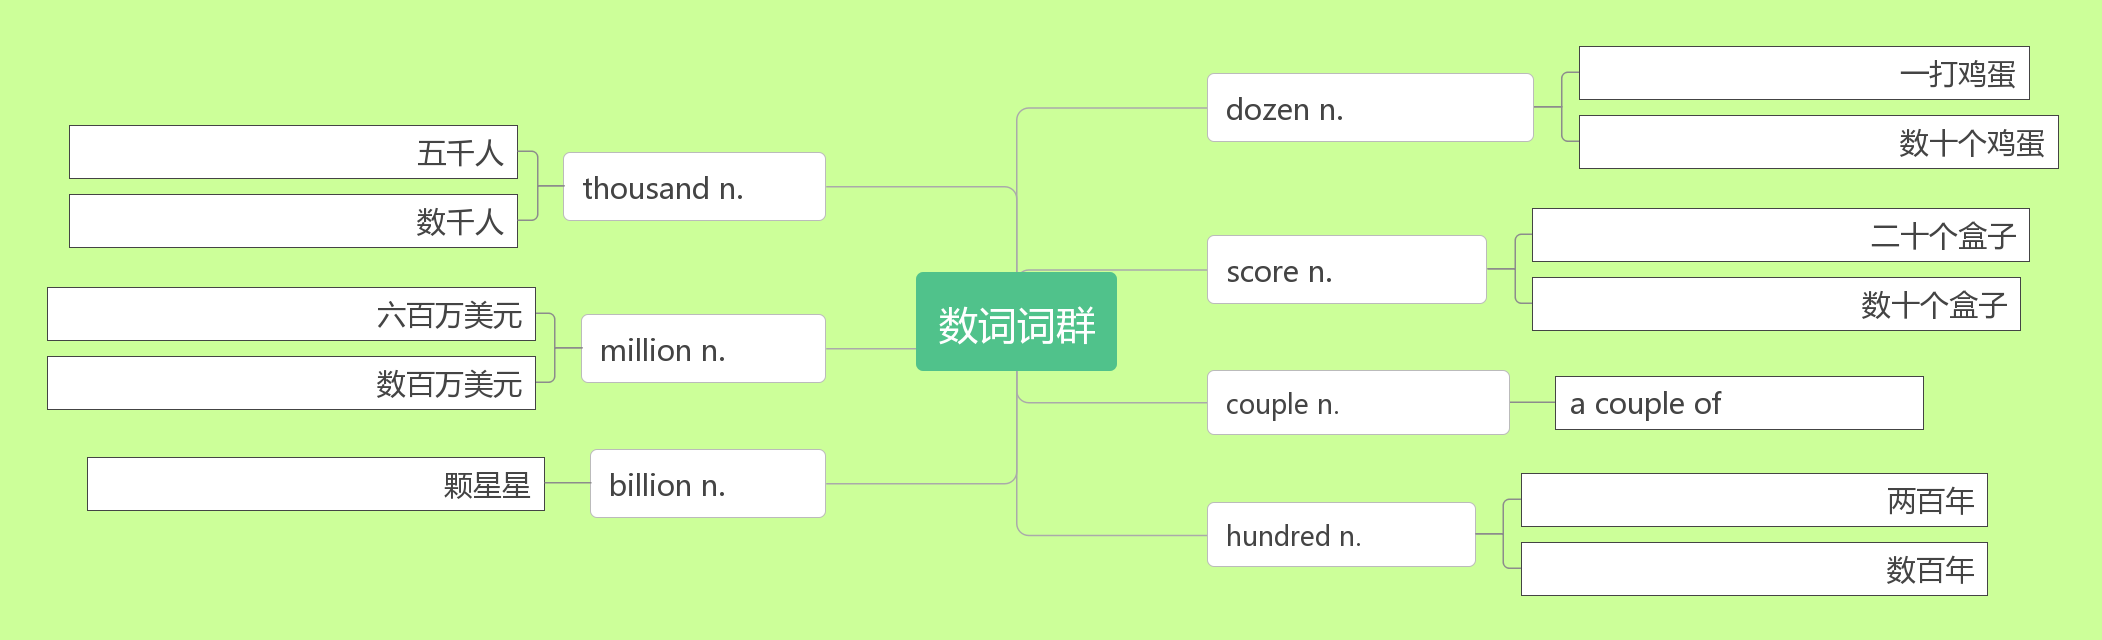 数词词群
dozen n.
一打鸡蛋
数十个鸡蛋
score n.
二十个盒子
数十个盒子
couple n.
a couple of
hundred n.
两百年
数百年
thousand n.
五千人
数千人
million n.
六百万美元
数百万美元
billion n.
颗星星